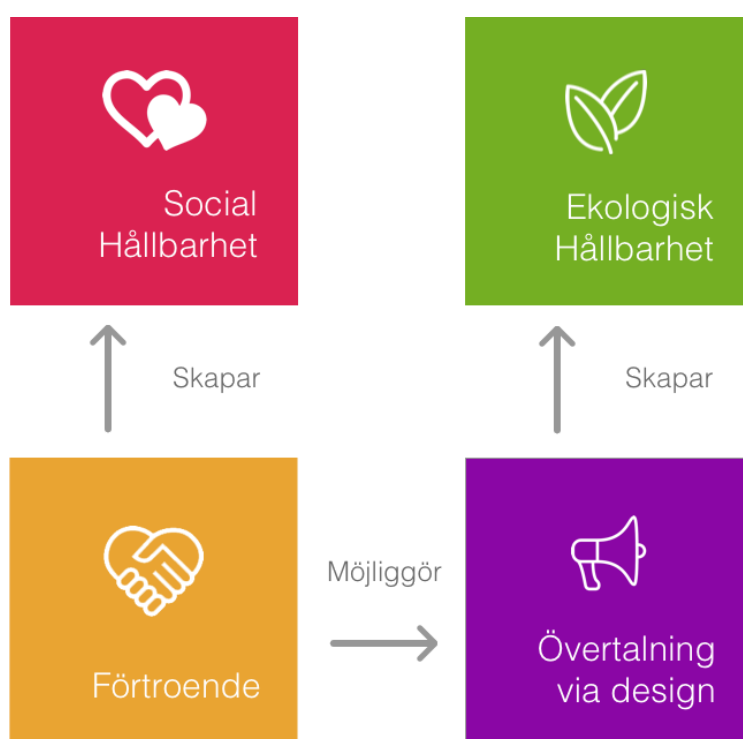 Social
Hållbarhet
Ekologisk
Hållbarhet
Skapar
Skapar
Förtroende
Möjliggör
Övertalning
via design